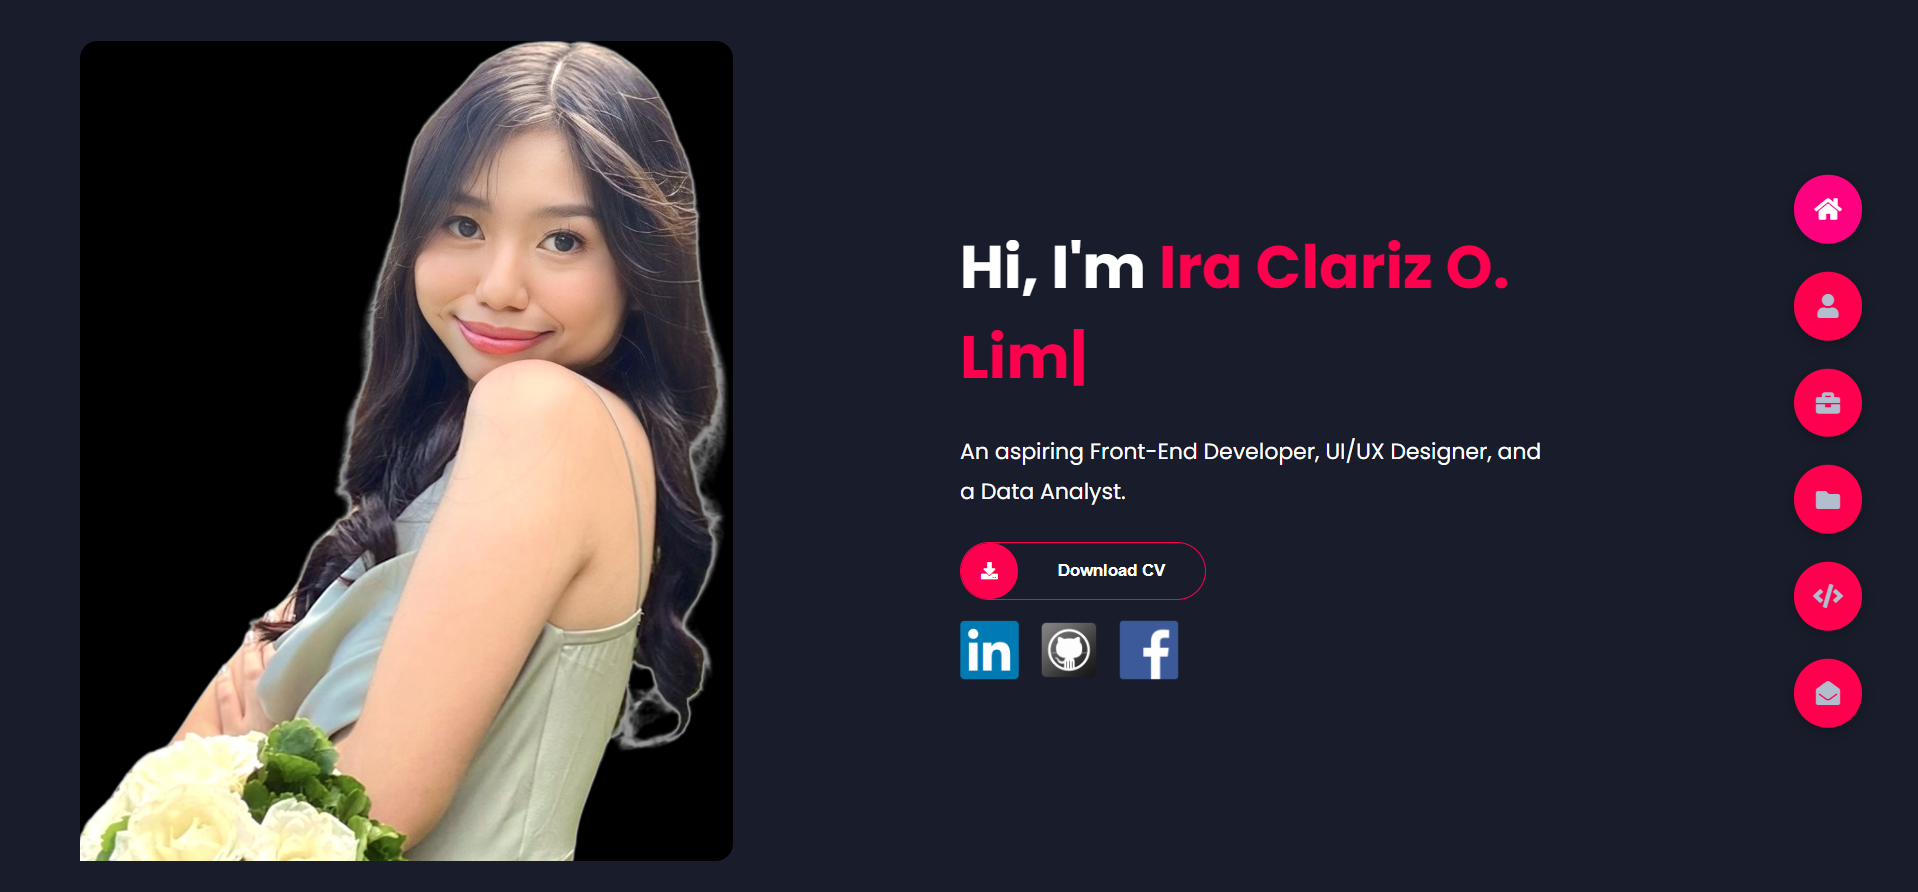 Hi, I'm Ira Clariz O.
Lim|
An aspiring Front-End Developer, UI/UX Designer, and
a Data Analyst.
Download CV
in
f